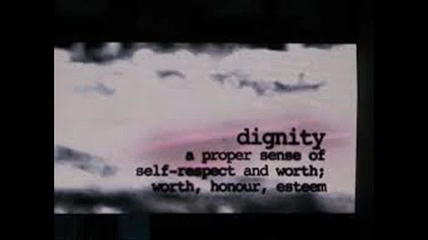 dignity
a proper sense of
self-respect and worth;
worth, honour, esteem